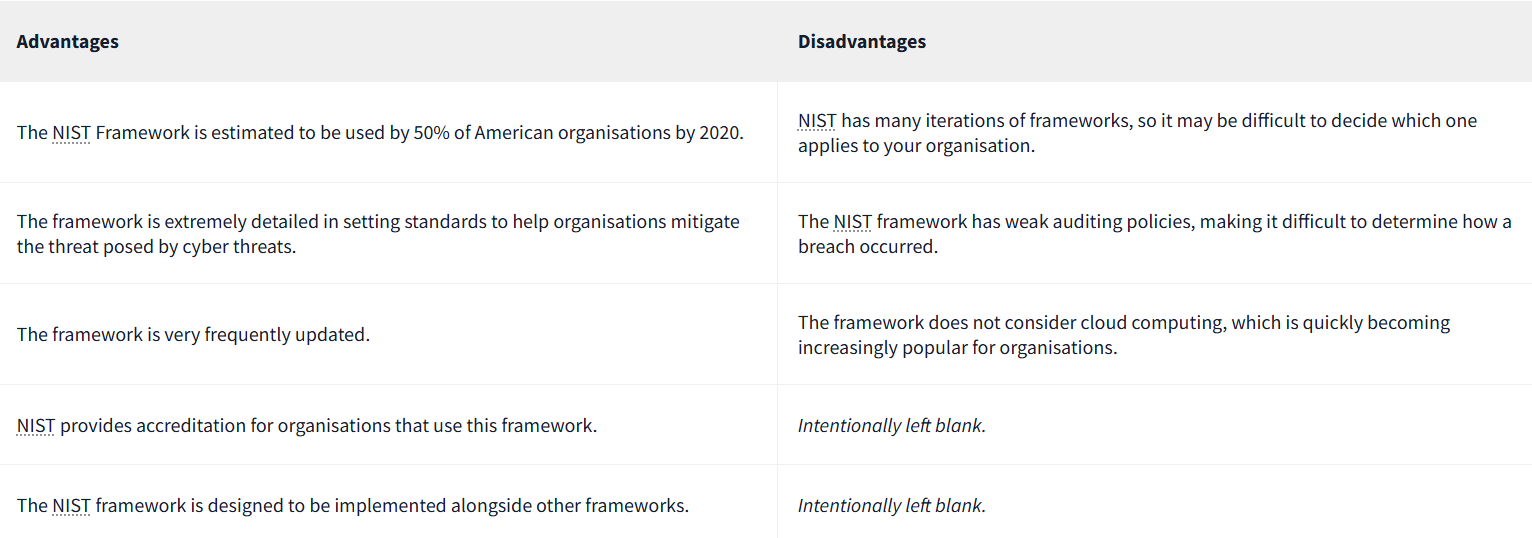 Advantages
Disadvantages
The NIST Framework is estimated to be used by 50% of American organisations by 2020.
NIST has many iterations of frameworks, so it may be difficult to decide which one
applies to your organisation.
The framework is extremely detailed in setting standards to help organisations mitigate
the threat posed by cyber threats.
The NIST framework has weak auditing policies, making it difficult to determine how a
breach occurred.
The framework is very frequently updated.
The framework does not consider cloud computing, which is quickly becoming
increasingly popular for organisations.
NIST provides accreditation for organisations that use this framework.
Intentionally left blank.
The NIST framework is designed to be implemented alongside other frameworks.
Intentionally left blank.